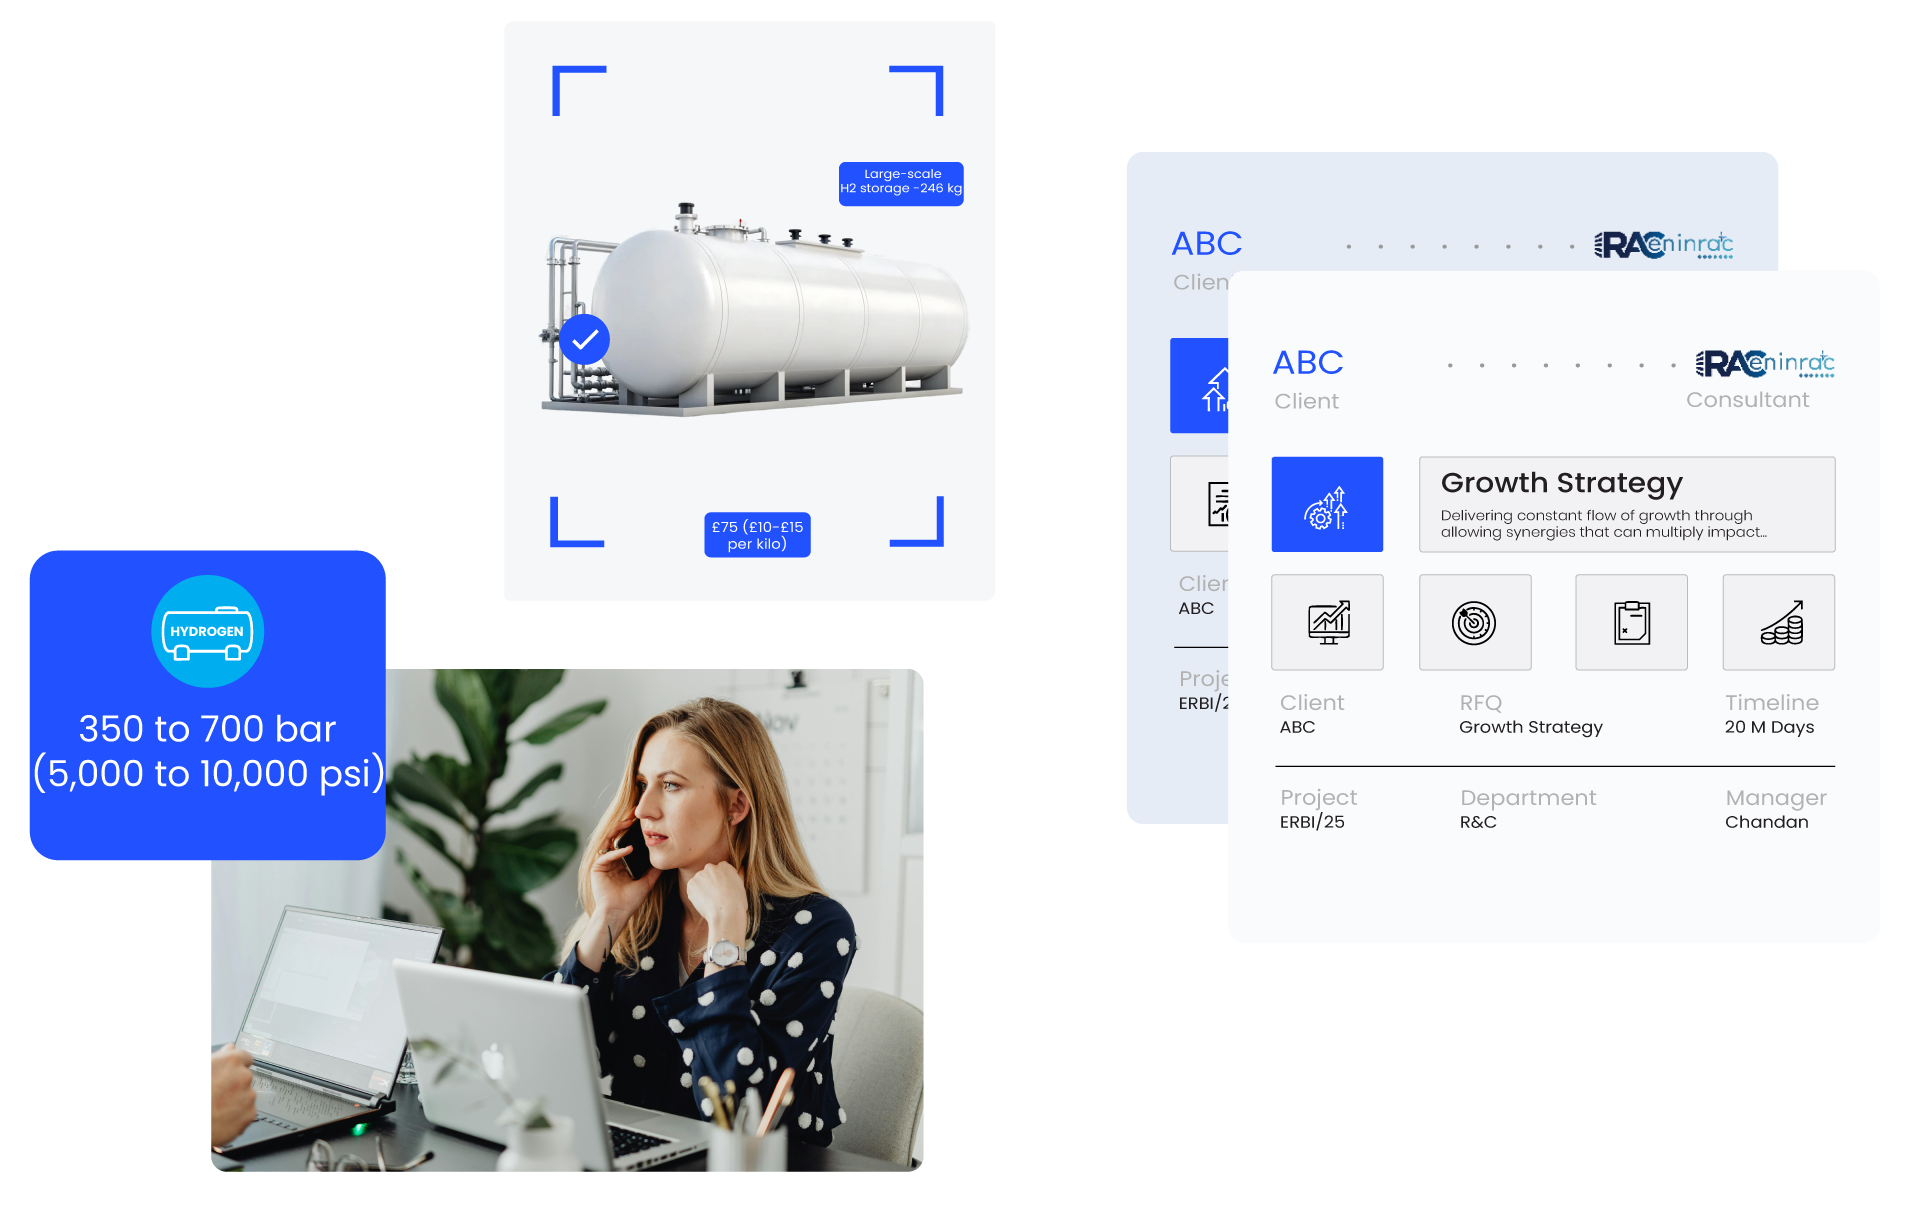 Large-scale
H2 storage -246 kg
£75 (£10-£15
per kilo)
HYDROGEN
350 to 700 bar
(5,000 to 10,000 psi)
Nov
ABC
RACeninrac
Clien
Clien
ABC
Proje
ERBI/2
ABC
RACeninrac
Client
Consultant
Growth Strategy
Delivering constant flow of growth through
allowing synergies that can multiply impact...
Client
RFQ
Timeline
ABC
Growth Strategy
20 M Days
Project
Department
Manager
ERBI/25
R&C
Chandan